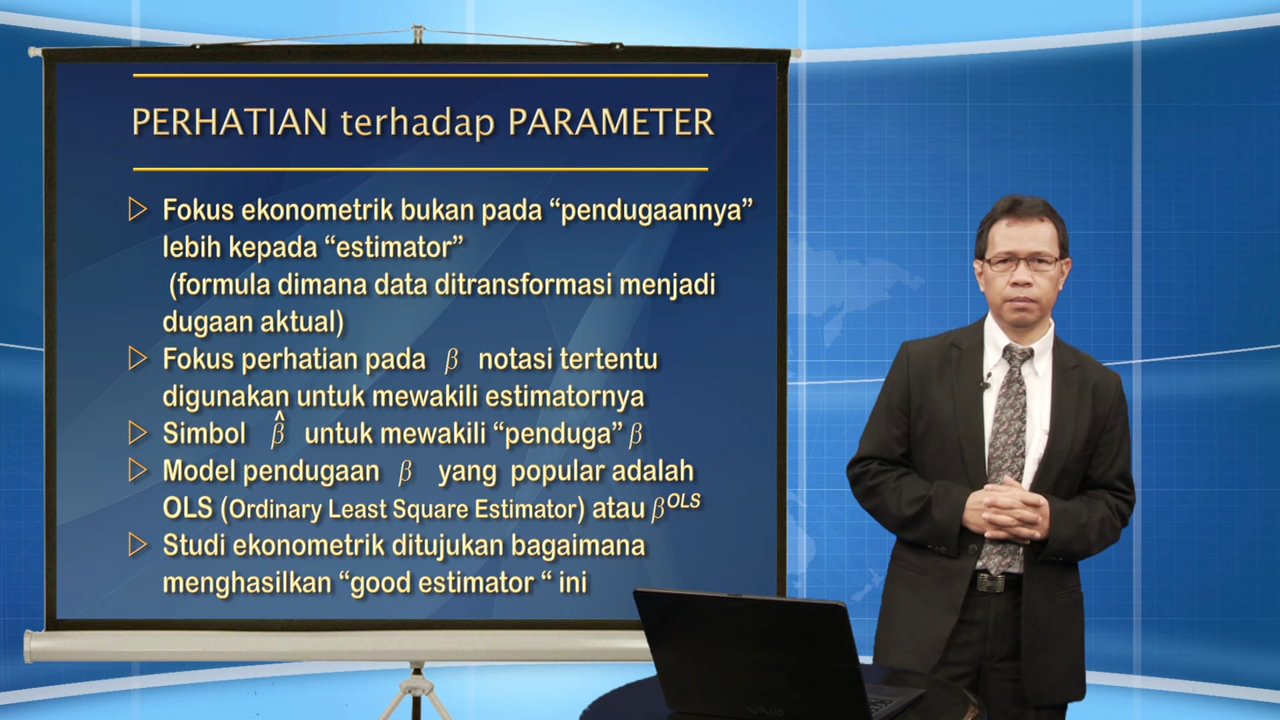 PERHATIAN terhadap PARAMETER
Fokus ekonometrik bukan pada “pendugaannya”
lebih kepada “estimator”
(formula dimana data ditransformasi menjadi
dugaan aktual)
Fokus perhatian pada β notasi tertentu
digunakan untuk mewakili estimatornya
Simbol β̂ untuk mewakili “penduga” β
Model pendugaan β yang popular adalah
OLS (Ordinary Least Square Estimator) atau β^OLS
Studi ekonometrik ditujukan bagaimana
menghasilkan “good estimator “ ini